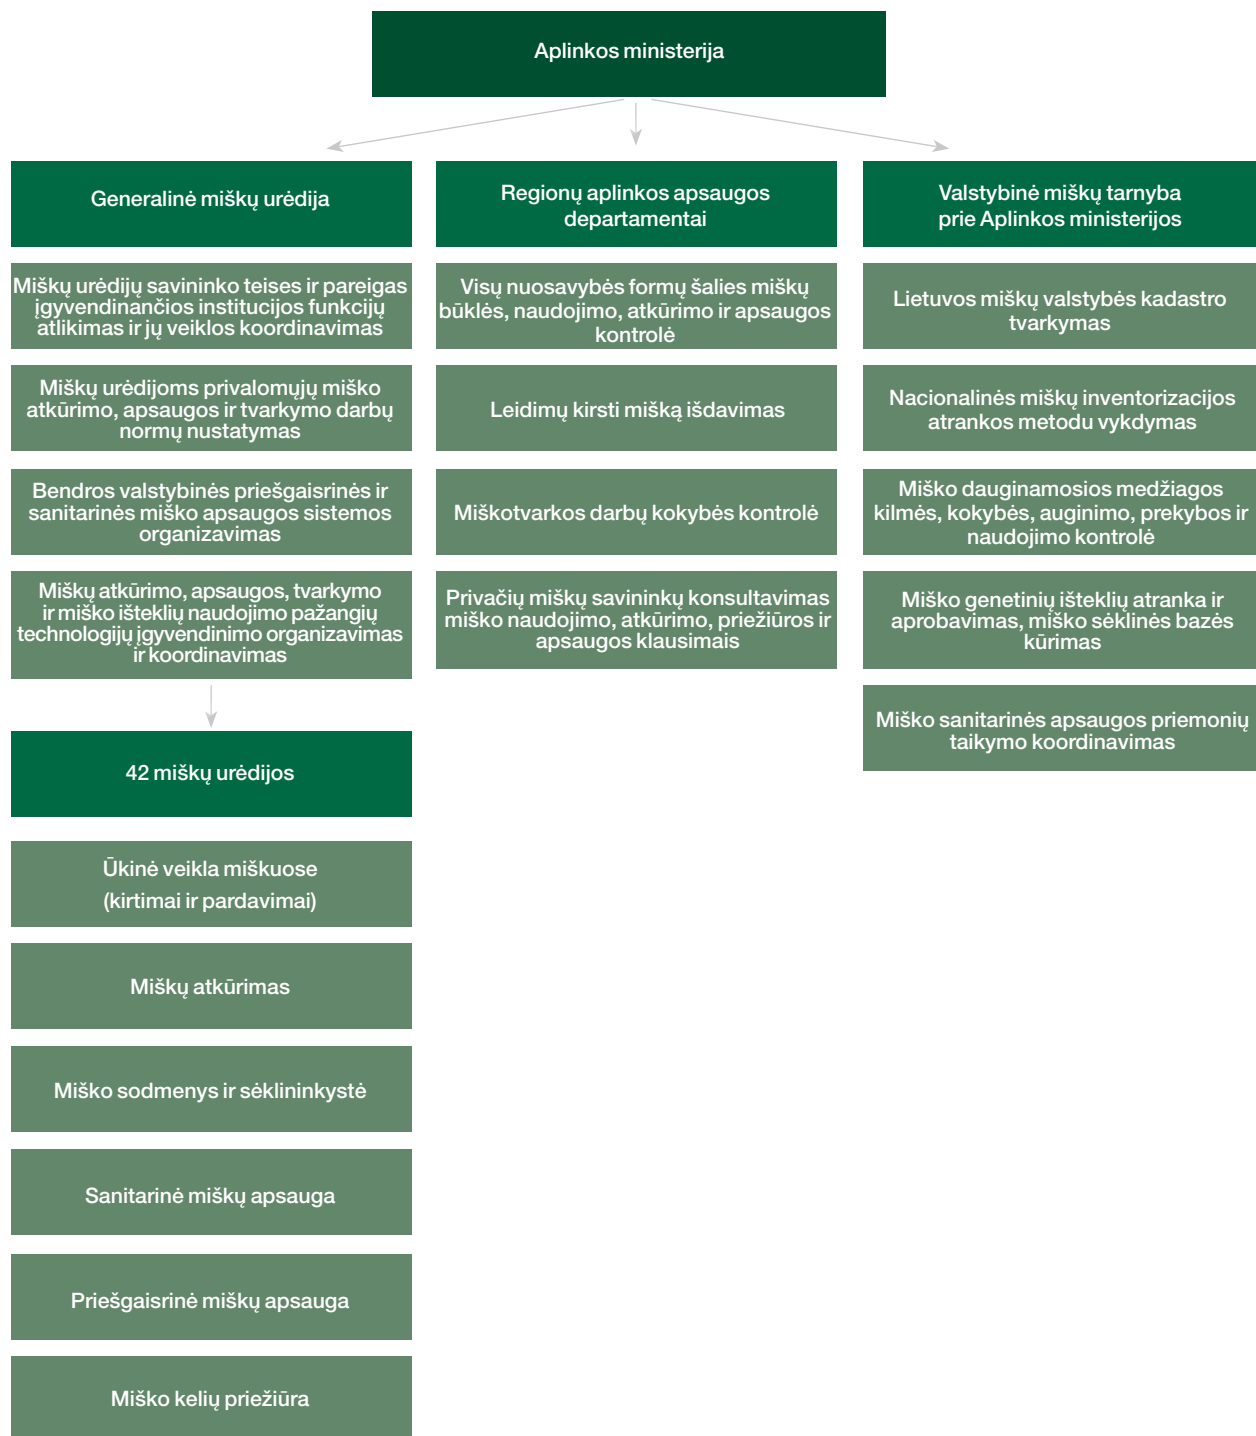 Aplinkos ministerija
Generalinė miškų urėdija
Miškų urėdijų savininko teises ir pareigas
įgyvendinančios institucijos funkcijų
atlikimas ir jų veiklos koordinavimas
Miškų urėdijoms privalomųjų miško
atkūrimo, apsaugos ir tvarkymo darbų
normų nustatymas
Bendros valstybinės priešgaisrinės ir
sanitarinės miško apsaugos sistemos
organizavimas
Miškų atkūrimo, apsaugos, tvarkymo
ir miško išteklių naudojimo pažangių
technologijų įgyvendinimo organizavimas
ir koordinavimas
42 miškų urėdijos
Ūkinė veikla miškuose
(kirtimai ir pardavimai)
Miškų atkūrimas
Miško sodmenys ir sėklininkystė
Sanitarinė miškų apsauga
Priešgaisrinė miškų apsauga
Miško kelių priežiūra
Regionų aplinkos apsaugos
departamentai
Visų nuosavybės formų šalies miškų
būklės, naudojimo, atkūrimo ir apsaugos
kontrolė
Leidimų kirsti mišką išdavimas
Miškotvarkos darbų kokybės kontrolė
Privačių miškų savininkų konsultavimas
miško naudojimo, atkūrimo, priežiūros ir
apsaugos klausimais
Valstybinė miškų tarnyba
prie Aplinkos ministerijos
Lietuvos miškų valstybės kadastro
tvarkymas
Nacionalinės miškų inventorizacijos
atrankos metodu vykdymas
Miško dauginamosios medžiagos
kilmės, kokybės, auginimo, prekybos ir
naudojimo kontrolė
Miško genetinių išteklių atranka ir
aprobavimas, miško sėklinės bazės
kūrimas
Miško sanitarinės apsaugos priemonių
taikymo koordinavimas